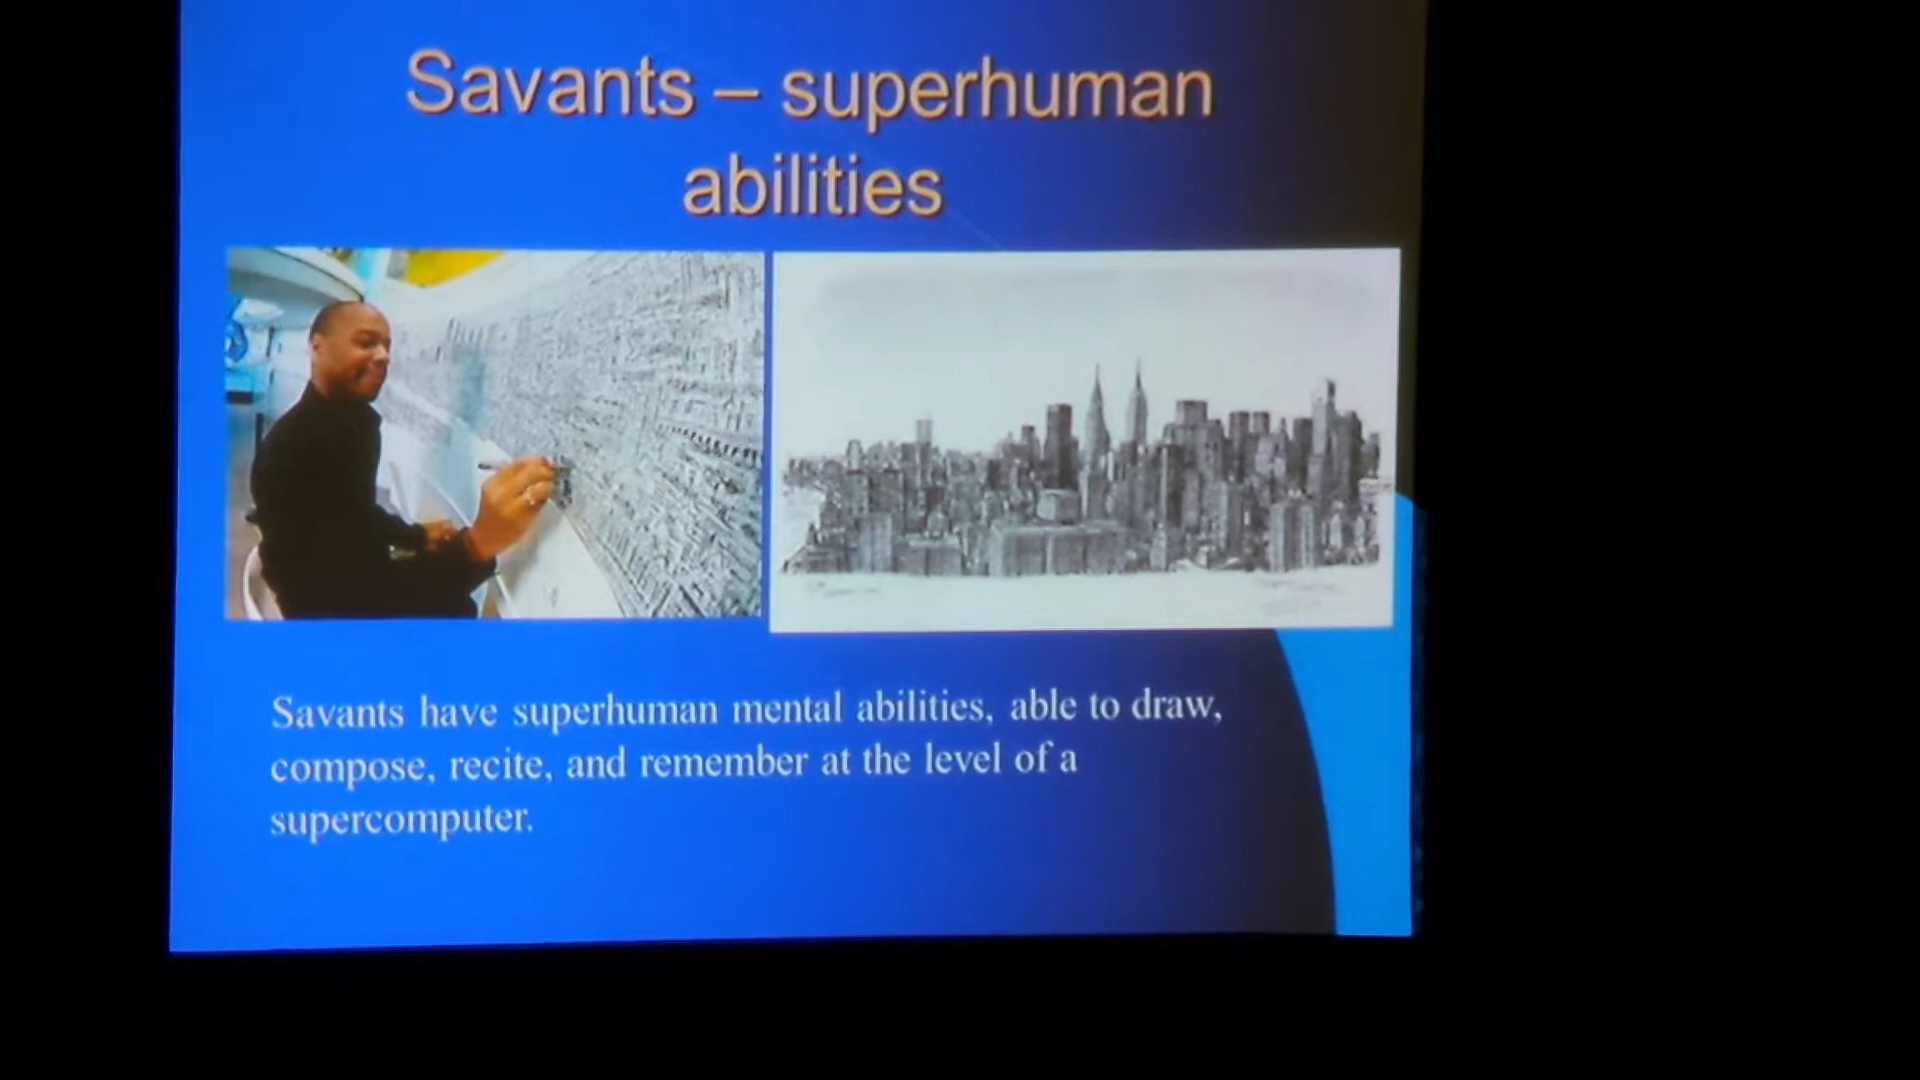 Savants – superhuman
abilities
Savants have superhuman mental abilities, able to draw,
compose, recite, and remember at the level of a
supercomputer.